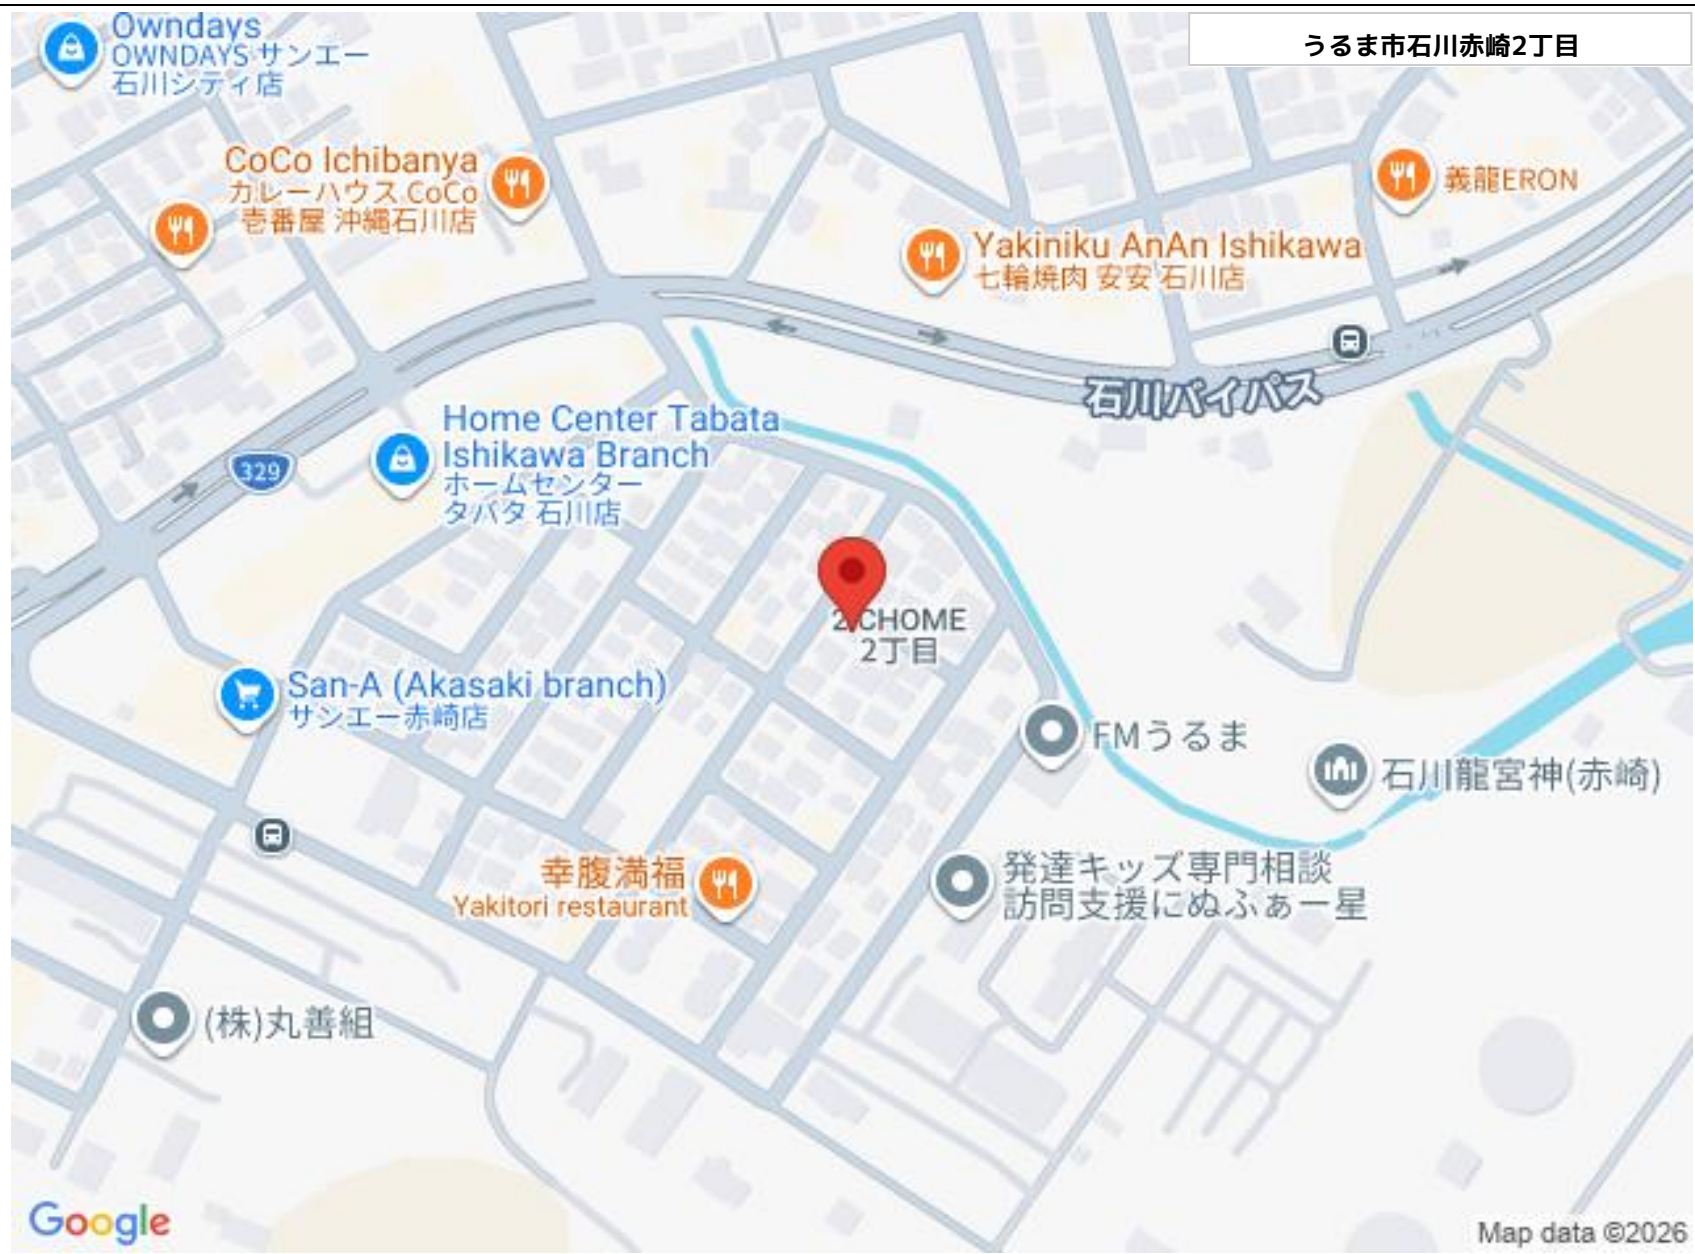 うるま市石川赤崎2丁目
Owndays
OWNDAYS サンエー
石川シティ店
CoCo Ichibanya
カレーハウス CoCo
壱番屋 沖縄石川店
義龍ERON
Yakiniku AnAn Ishikawa
七輪焼肉 安安 石川店
石川バイパス
Home Center Tabata
Ishikawa Branch
ホームセンター
タバタ 石川店
329
2 CHOME
2丁目
San-A (Akasaki branch)
サンエー赤崎店
FMうるま
石川龍宮神(赤崎)
幸腹満福
Yakitori restaurant
発達キッズ専門相談
訪問支援にぬふぁー星
(株)丸善組
Google
Map data ©2026